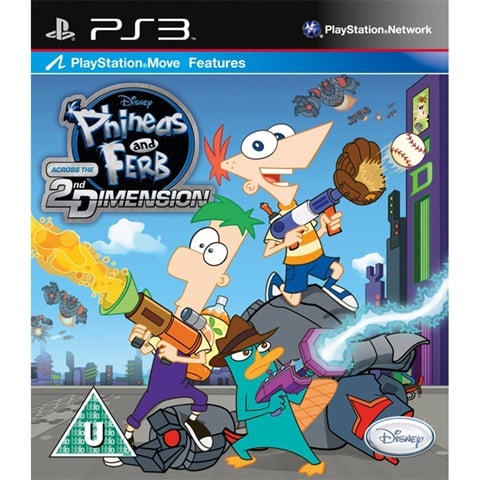 PS3
PlayStation®Network
PlayStation®Move Features
Disney
Phineas
and
Ferb
ACROSS THE
2nd DIMENSION
U
Disney